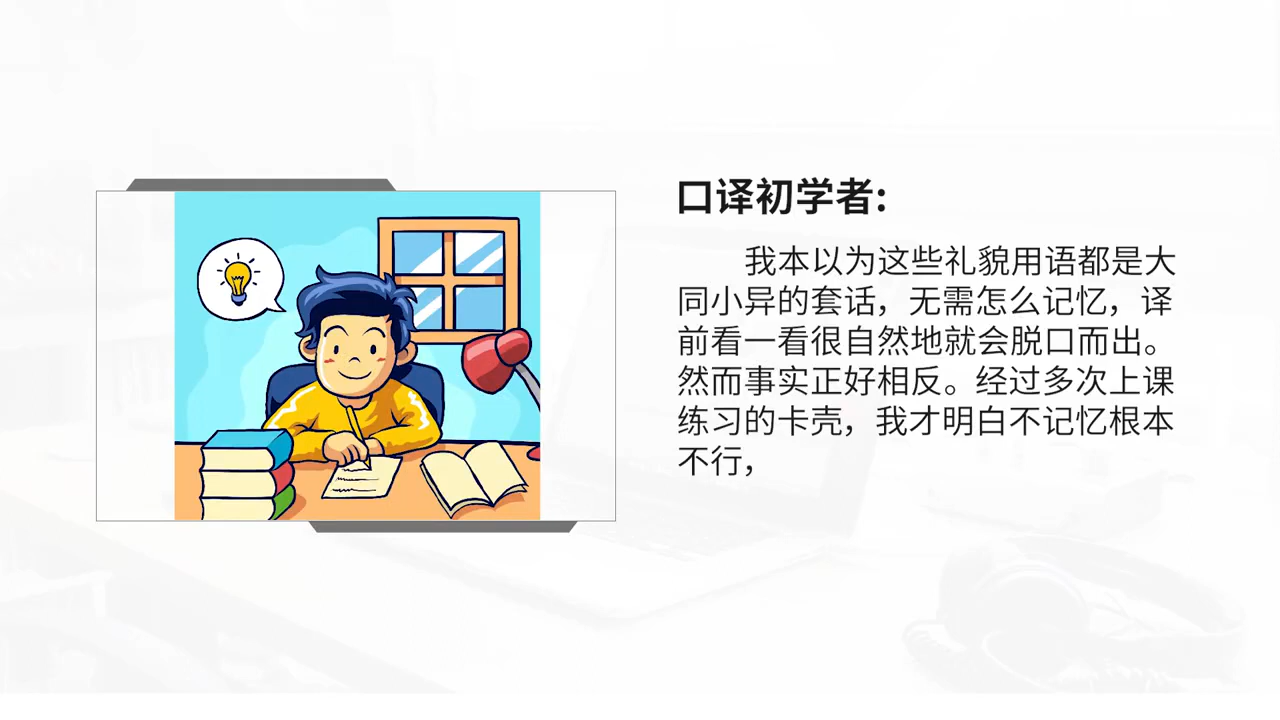 口译初学者:
我本以为这些礼貌用语都是大
同小异的套话，无需怎么记忆，译
前看一看很自然地就会脱口而出。
然而事实正好相反。经过多次上课
练习的卡壳，我才明白不记忆根本
不行，